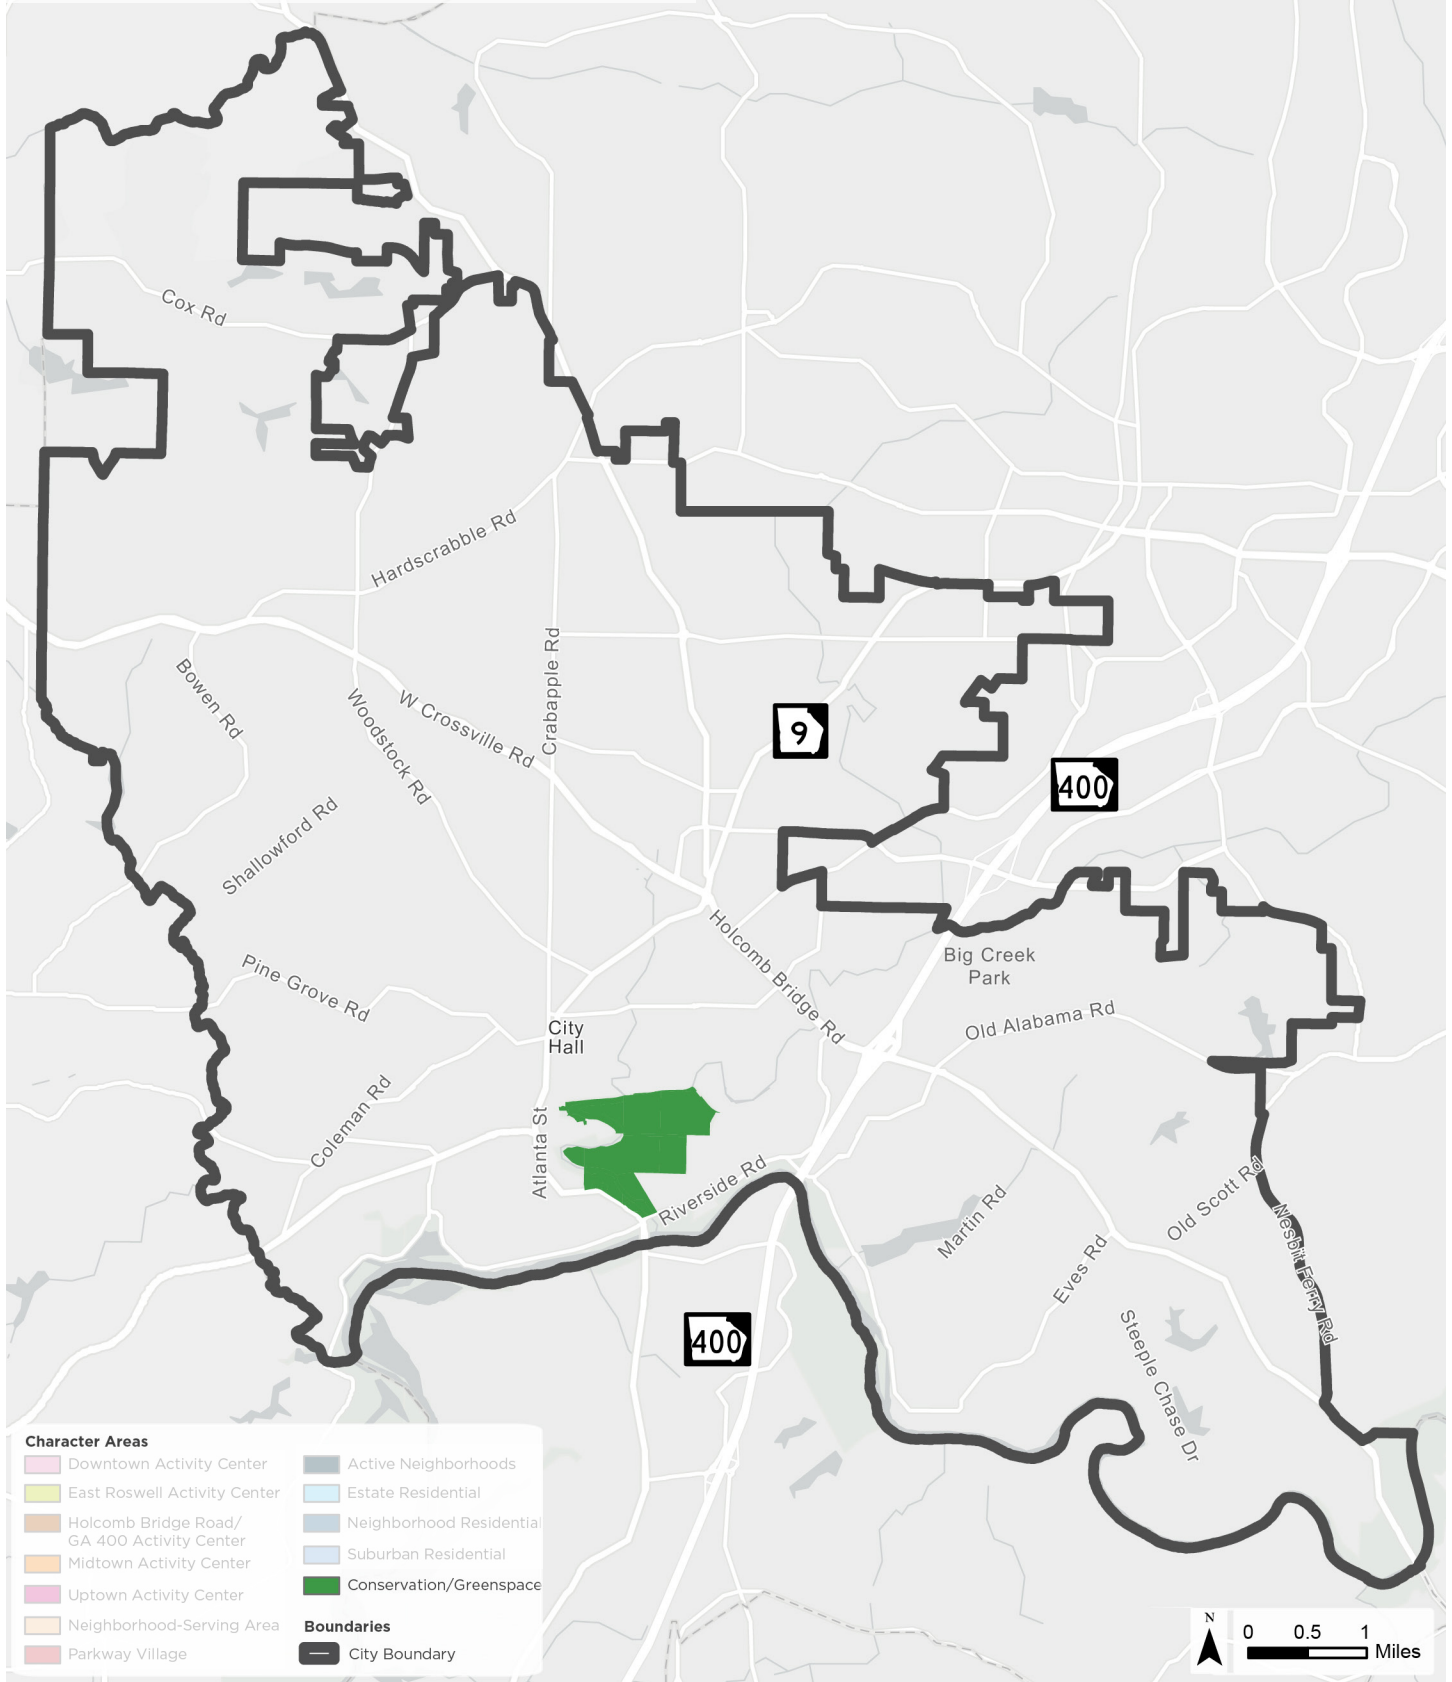 Cox Rd
Hardscrabble Rd
Crabapple Rd
Bowen Rd
Woodstock Rd
W Crossville Rd
9
400
Shallowford Rd
Holcomb Bridge Rd
Big Creek
Park
Pine Grove Rd
Old Alabama Rd
City
Hall
Coleman Rd
Atlanta St
Riverside Rd
Old Scott Rd
Martin Rd
Nesbit Ferry Rd
Eves Rd
400
Steeple Chase Dr
Character Areas
Downtown Activity Center
East Roswell Activity Center
Holcomb Bridge Road/
GA 400 Activity Center
Midtown Activity Center
Uptown Activity Center
Neighborhood-Serving Area
Parkway Village
Active Neighborhoods
Estate Residential
Neighborhood Residential
Suburban Residential
Conservation/Greenspace
Boundaries
City Boundary
N
0 0.5 1
Miles